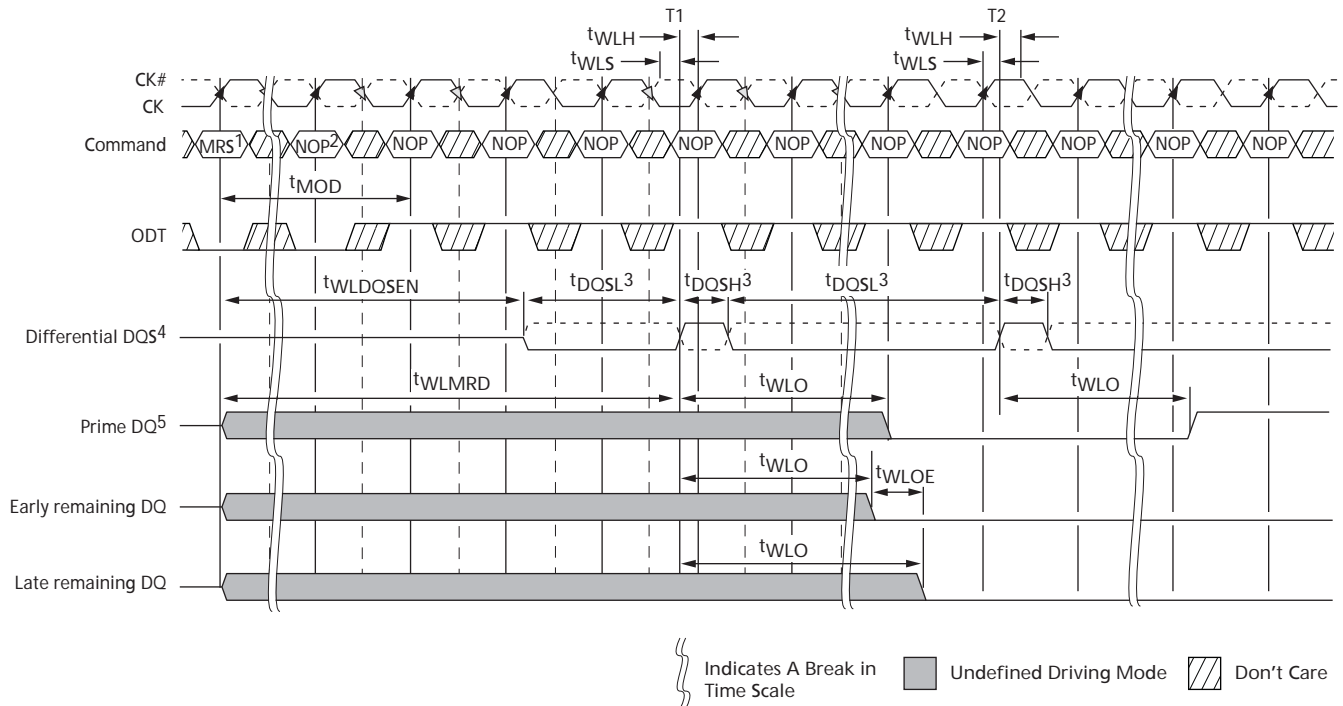 T1 T2
tWLH tWLH
tWLS tWLS
CK#
CK
Command MRS1 NOP2 NOP NOP NOP NOP NOP NOP NOP NOP NOP NOP
tMOD
ODT
tWLDQSEN tDQSL3 tDQSH3 tDQSL3 tDQSH3
Differential DQS4
tWLMRD tWLO tWLO
Prime DQ5
tWLO tWLOE
Early remaining DQ
tWLO
Late remaining DQ
Indicates A Break in
Time Scale
Undefined Driving Mode
Don't Care